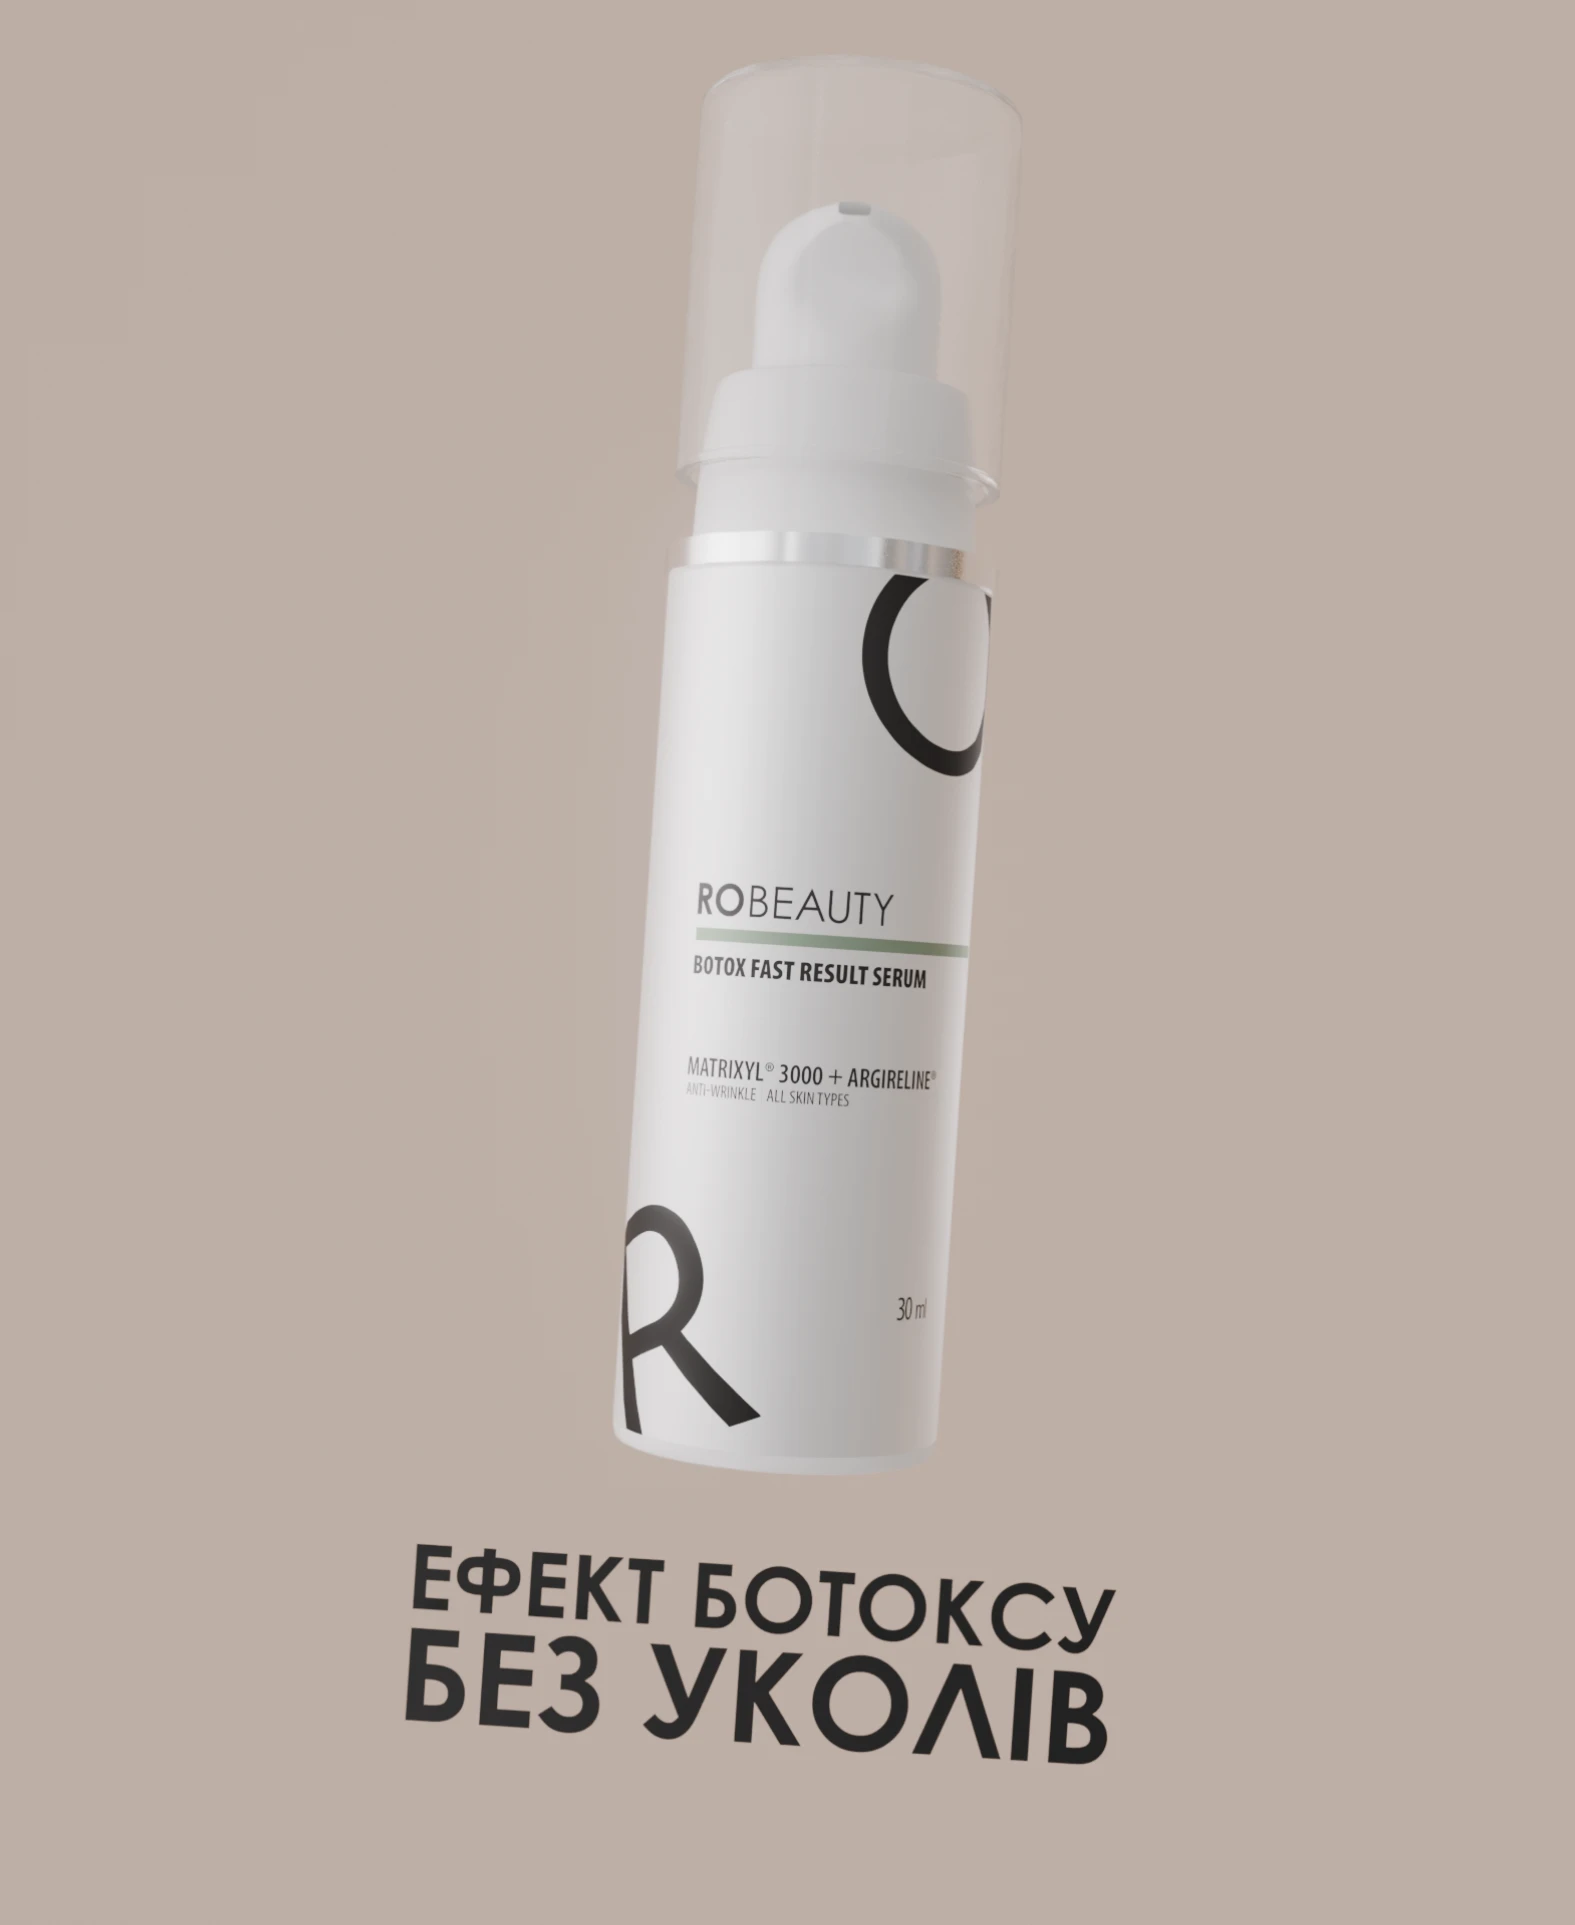 ROBEAUTY
BOTOX FAST RESULT SERUM
MATRIXYL® 3000 + ARGIRELINE®
ANTI-WRINKLE | ALL SKIN TYPES
R
30 ml
ЕФЕКТ БОТОКСУ
БЕЗ УКОЛІВ